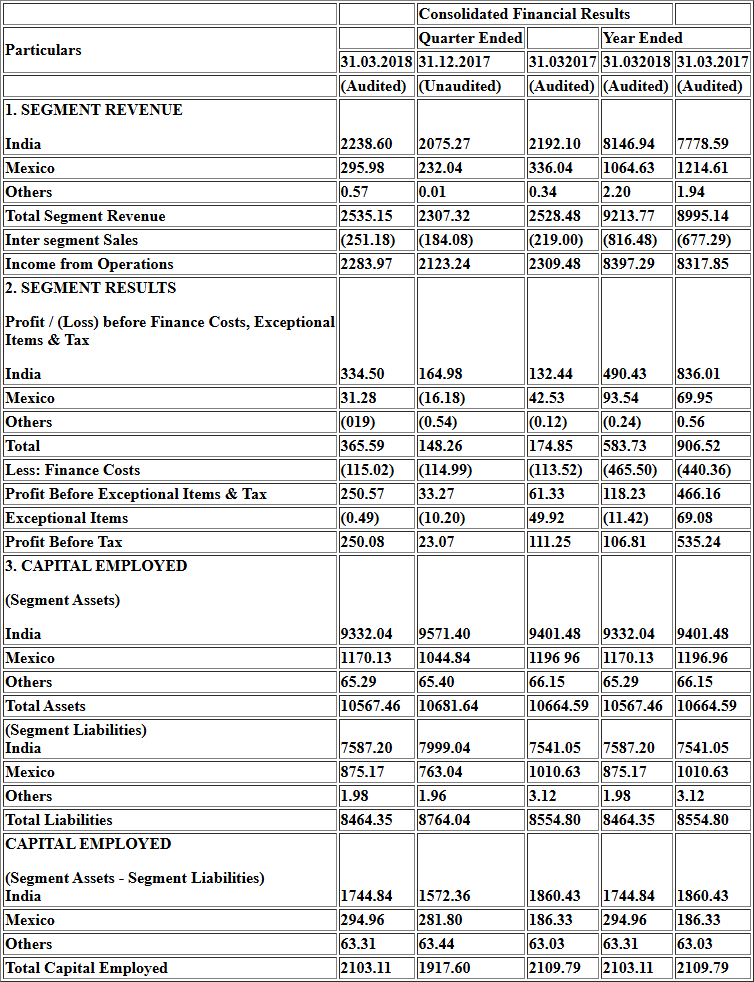 Consolidated Financial Results
Particulars Quarter Ended Year Ended
31.03.2018 31.12.2017 31.032017 31.032018 31.03.2017
(Audited) (Unaudited) (Audited) (Audited) (Audited)
1. SEGMENT REVENUE
India 2238.60 2075.27 2192.10 8146.94 7778.59
Mexico 295.98 232.04 336.04 1064.63 1214.61
Others 0.57 0.01 0.34 2.20 1.94
Total Segment Revenue 2535.15 2307.32 2528.48 9213.77 8995.14
Inter segment Sales (251.18) (184.08) (219.00) (816.48) (677.29)
Income from Operations 2283.97 2123.24 2309.48 8397.29 8317.85
2. SEGMENT RESULTS
Profit / (Loss) before Finance Costs, Exceptional
Items & Tax
India 334.50 164.98 132.44 490.43 836.01
Mexico 31.28 (16.18) 42.53 93.54 69.95
Others (019) (0.54) (0.12) (0.24) 0.56
Total 365.59 148.26 174.85 583.73 906.52
Less: Finance Costs (115.02) (114.99) (113.52) (465.50) (440.36)
Profit Before Exceptional Items & Tax 250.57 33.27 61.33 118.23 466.16
Exceptional Items (0.49) (10.20) 49.92 (11.42) 69.08
Profit Before Tax 250.08 23.07 111.25 106.81 535.24
3. CAPITAL EMPLOYED
(Segment Assets)
India 9332.04 9571.40 9401.48 9332.04 9401.48
Mexico 1170.13 1044.84 1196 96 1170.13 1196.96
Others 65.29 65.40 66.15 65.29 66.15
Total Assets 10567.46 10681.64 10664.59 10567.46 10664.59
(Segment Liabilities)
India 7587.20 7999.04 7541.05 7587.20 7541.05
Mexico 875.17 763.04 1010.63 875.17 1010.63
Others 1.98 1.96 3.12 1.98 3.12
Total Liabilities 8464.35 8764.04 8554.80 8464.35 8554.80
CAPITAL EMPLOYED
(Segment Assets - Segment Liabilities)
India 1744.84 1572.36 1860.43 1744.84 1860.43
Mexico 294.96 281.80 186.33 294.96 186.33
Others 63.31 63.44 63.03 63.31 63.03
Total Capital Employed 2103.11 1917.60 2109.79 2103.11 2109.79